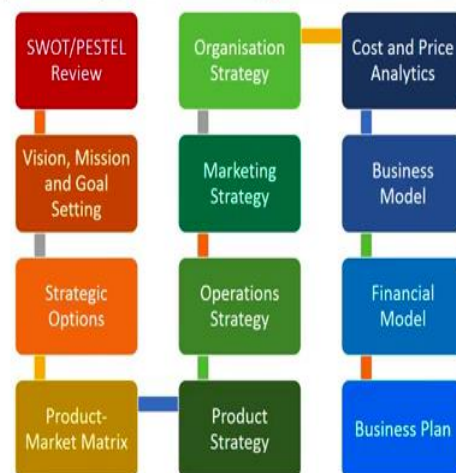 SWOT/PESTEL
Review
Vision, Mission
and Goal
Setting
Strategic
Options
Product-
Market Matrix
Product
Strategy
Operations
Strategy
Marketing
Strategy
Organisation
Strategy
Cost and Price
Analytics
Business
Model
Financial
Model
Business Plan